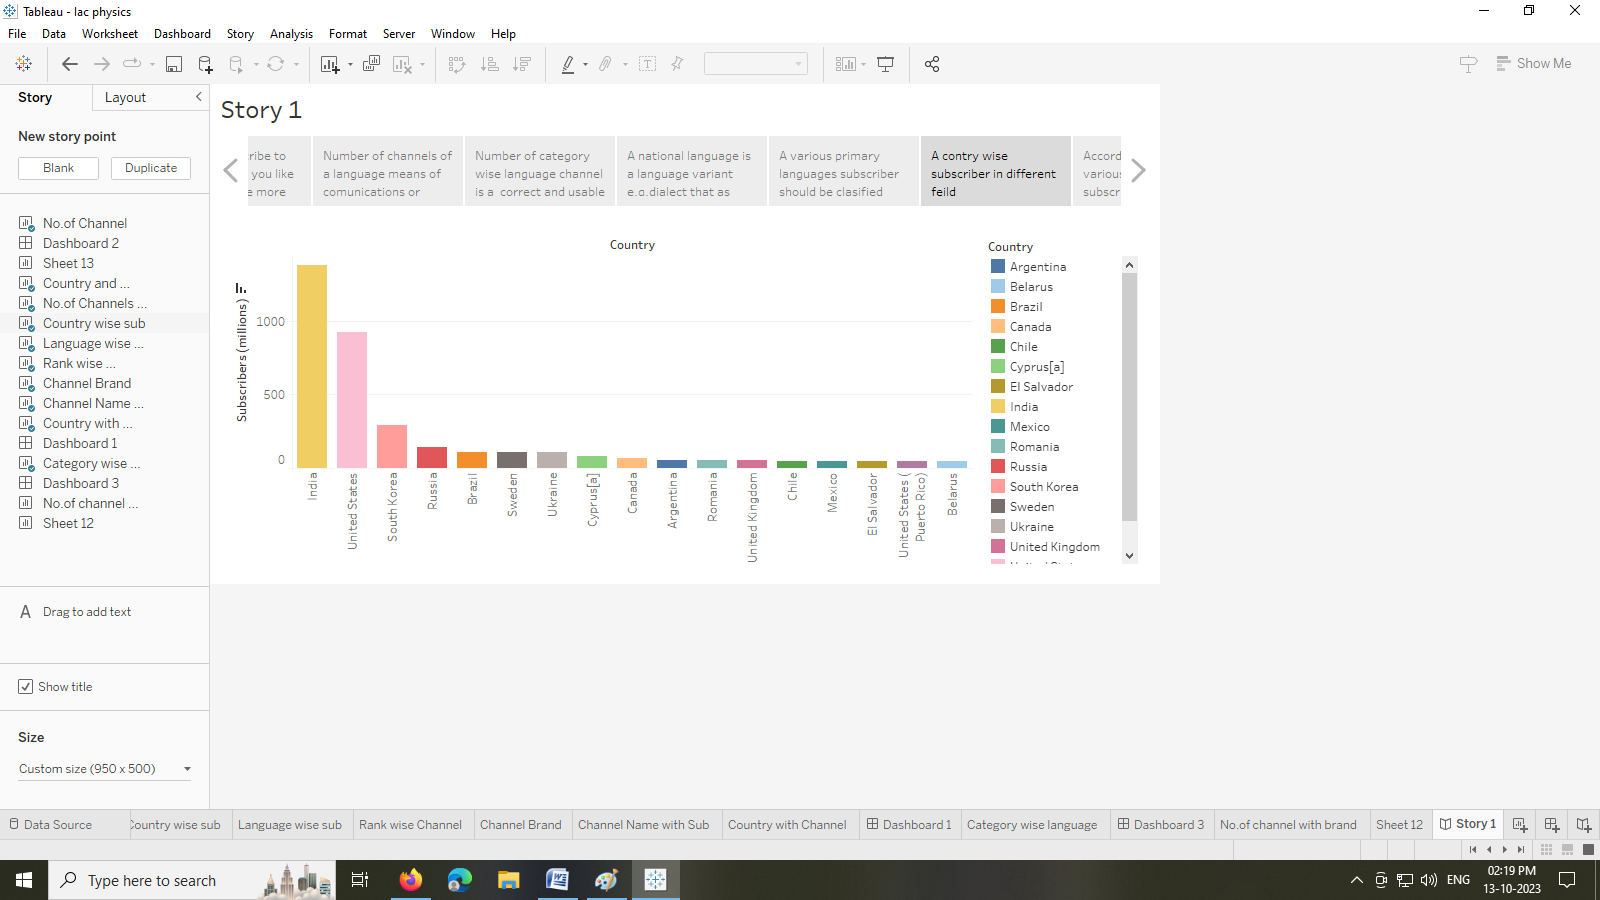 Tableau - lac physics
File Data Worksheet Dashboard Story Analysis Format Server Window Help
Show Me
Story Layout
New story point
Blank Duplicate
No.of Channel
Dashboard 2
Sheet 13
Country and ...
No.of Channels ...
Country wise sub
Language wise ...
Rank wise ...
Channel Brand
Channel Name ...
Country with ...
Dashboard 1
Category wise ...
Dashboard 3
No.of channel ...
Sheet 12
A Drag to add text
Show title
Size
Custom size (950 x 500)
Story 1
ribe to
you like
e more
Number of channels of
a language means of
comunications or
Number of category
wise language channel
is a correct and usable
A national language is
a language variant
e.g.dialect that as
A various primary
languages subscriber
should be clasified
A contry wise
subscriber in different
feild
Accord
various
subscr
Country
Subscribers (millions)
1000
500
0
India
United States
South Korea
Russia
Brazil
Sweden
Ukraine
Cyprus[a]
Canada
Argentina
Romania
United Kingdom
Chile
Mexico
El Salvador
United States (
Puerto Rico)
Belarus
Country
Argentina
Belarus
Brazil
Canada
Chile
Cyprus[a]
El Salvador
India
Mexico
Romania
Russia
South Korea
Sweden
Ukraine
United Kingdom
Data Source Country wise sub Language wise sub Rank wise Channel Channel Brand Channel Name with Sub Country with Channel Dashboard 1 Category wise language Dashboard 3 No.of channel with brand Sheet 12 Story 1
Type here to search
ENG
02:19 PM
13-10-2023